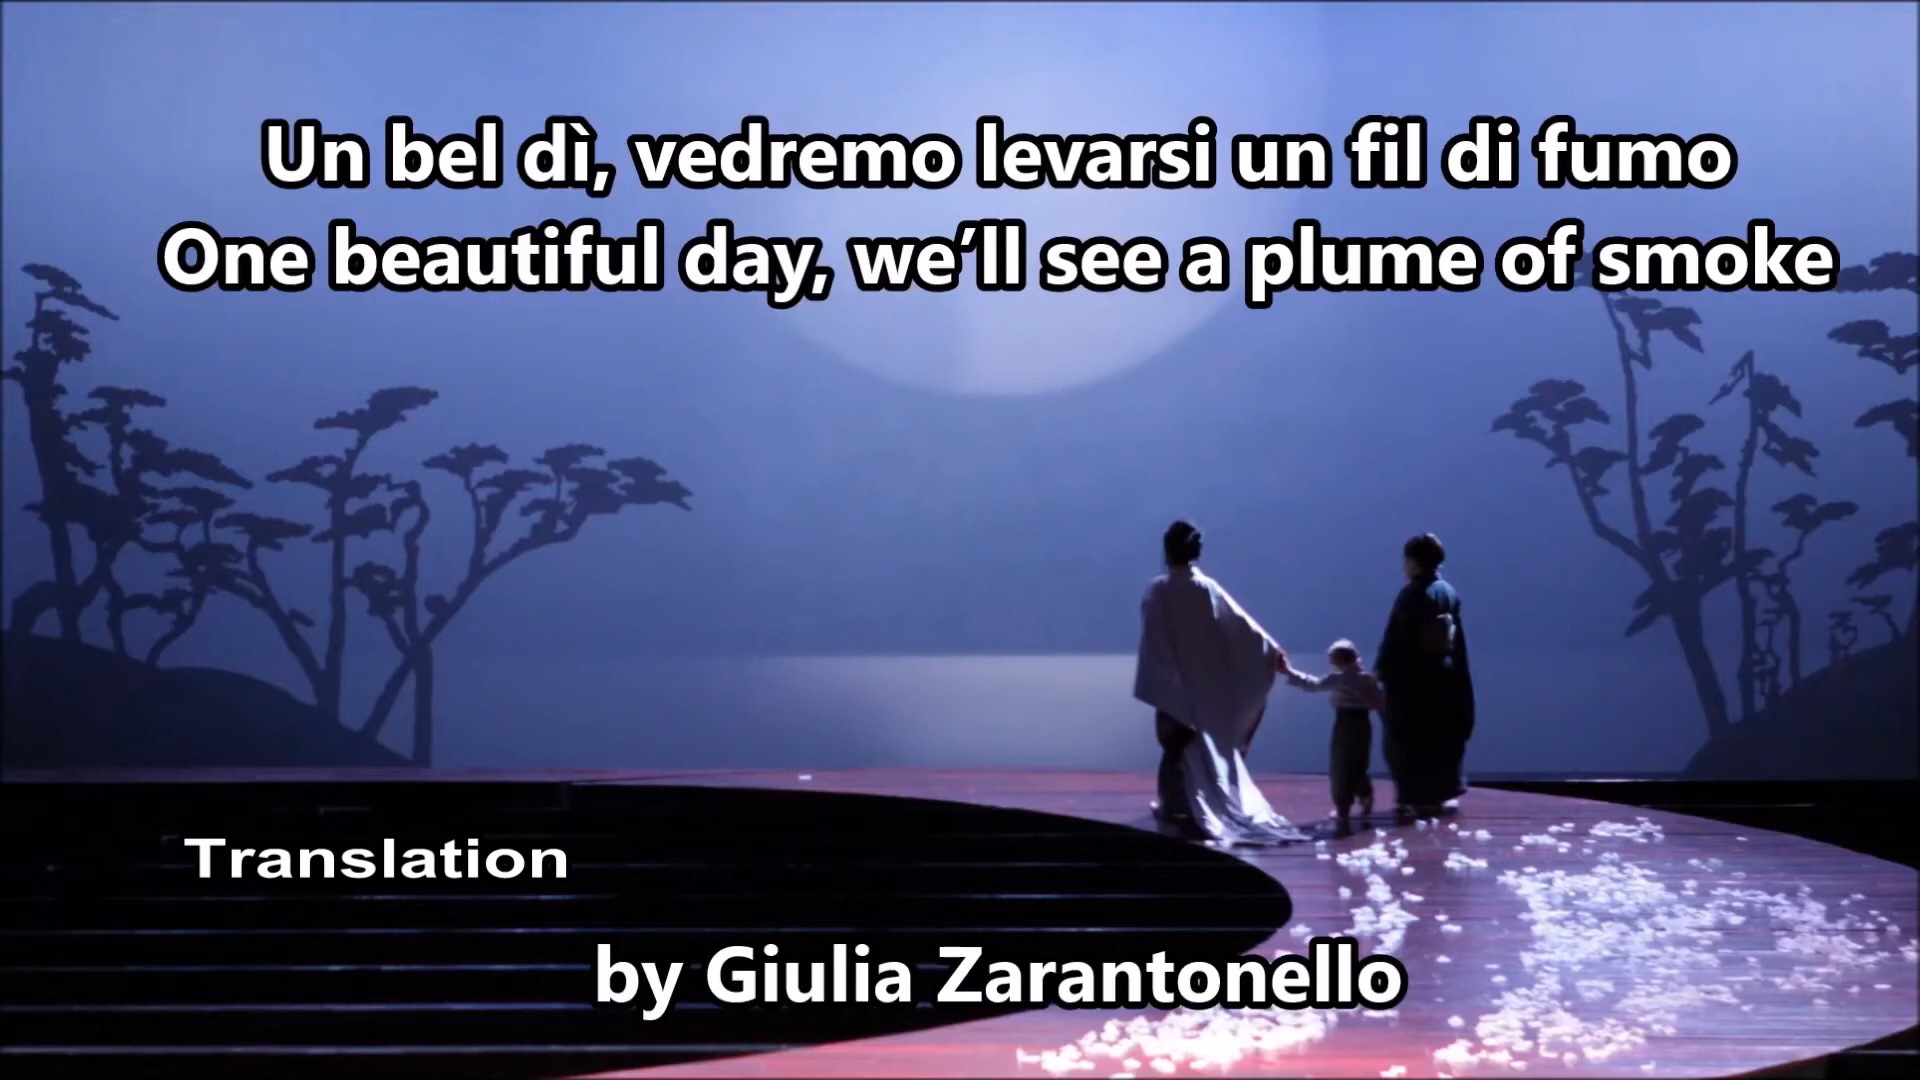 Un bel dì, vedremo levarsi un fil di fumo
One beautiful day, we’ll see a plume of smoke
Translation
by Giulia Zarantonello